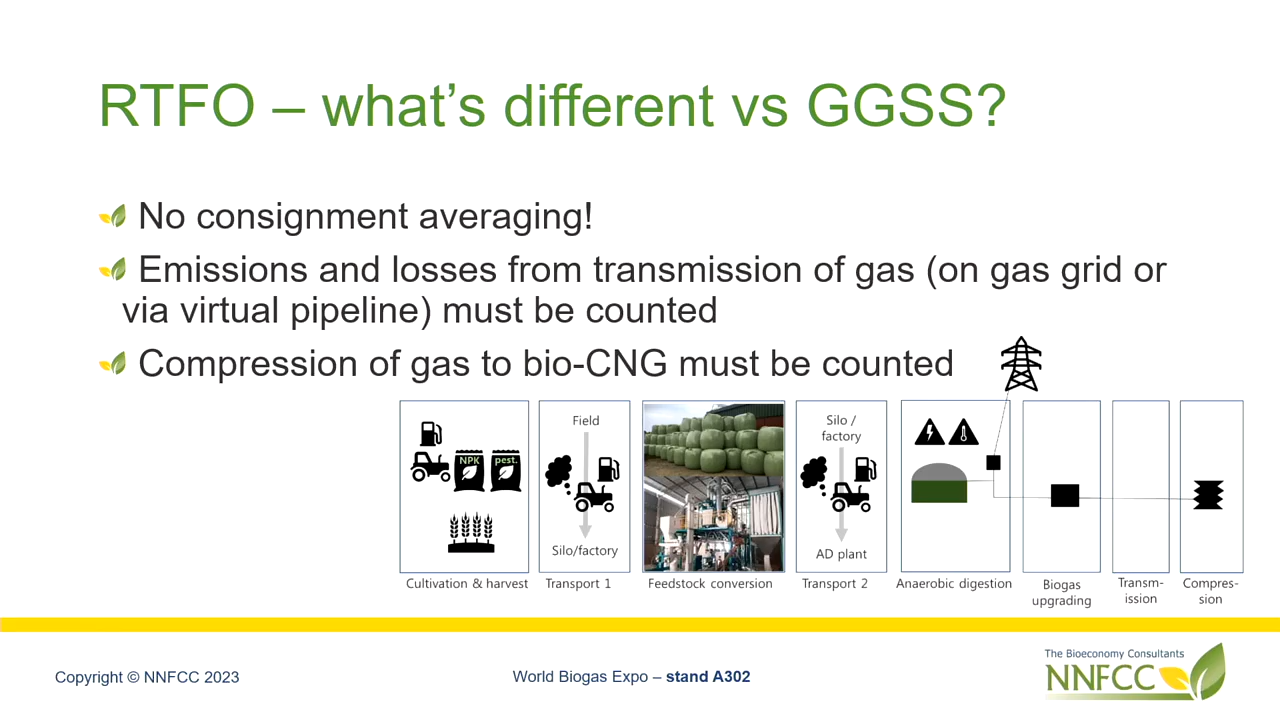 RTFO – what’s different vs GGSS?
No consignment averaging!
Emissions and losses from transmission of gas (on gas grid or
via virtual pipeline) must be counted
Compression of gas to bio-CNG must be counted
NPK
pest.
Cultivation & harvest
Field
Silo/factory
Transport 1
Feedstock conversion
Silo /
factory
AD plant
Transport 2
Anaerobic digestion
Biogas
upgrading
Transm-
ission
Compres-
sion
Copyright © NNFCC 2023
World Biogas Expo – stand A302
The Bioeconomy Consultants
NNFCC